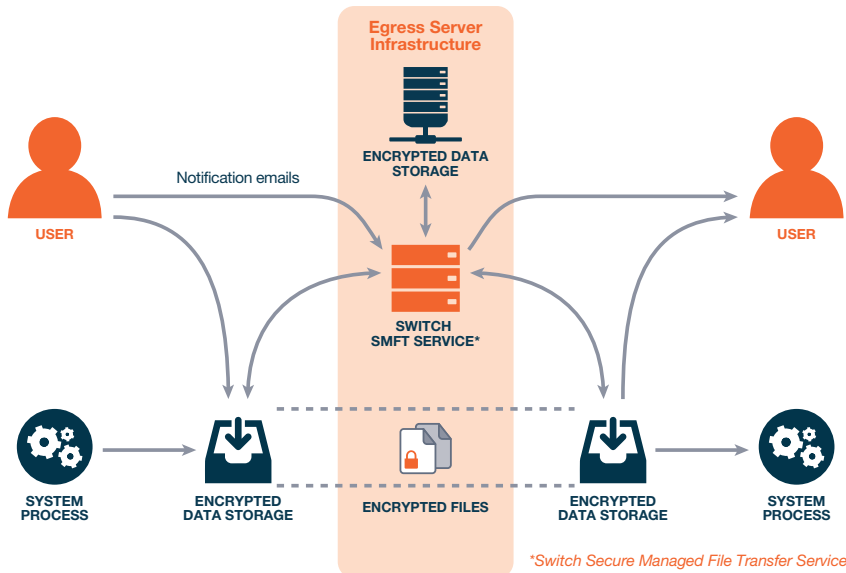 Egress Server
Infrastructure
ENCRYPTED DATA
STORAGE
Notification emails
USER
USER
SWITCH
SMFT SERVICE*
SYSTEM
PROCESS
ENCRYPTED
DATA STORAGE
ENCRYPTED FILES
ENCRYPTED
DATA STORAGE
SYSTEM
PROCESS
*Switch Secure Managed File Transfer Service